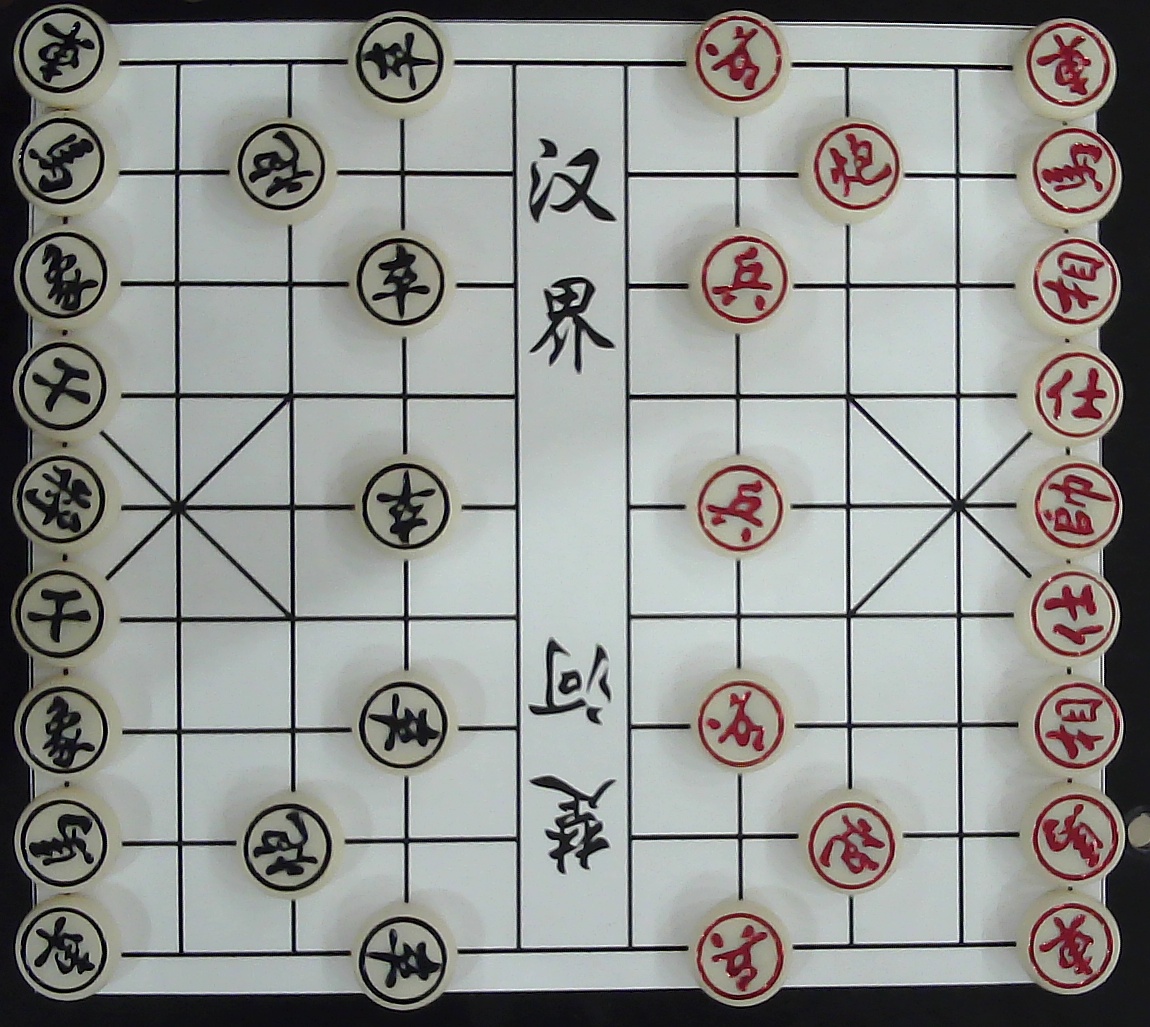 車 卒 兵 車
馬 砲 炮 馬
象 卒 兵 相
士 仕
將 卒 兵 帥
士 仕
象 卒 兵 相
馬 砲 炮 馬
車 卒 兵 車
汉界
楚河